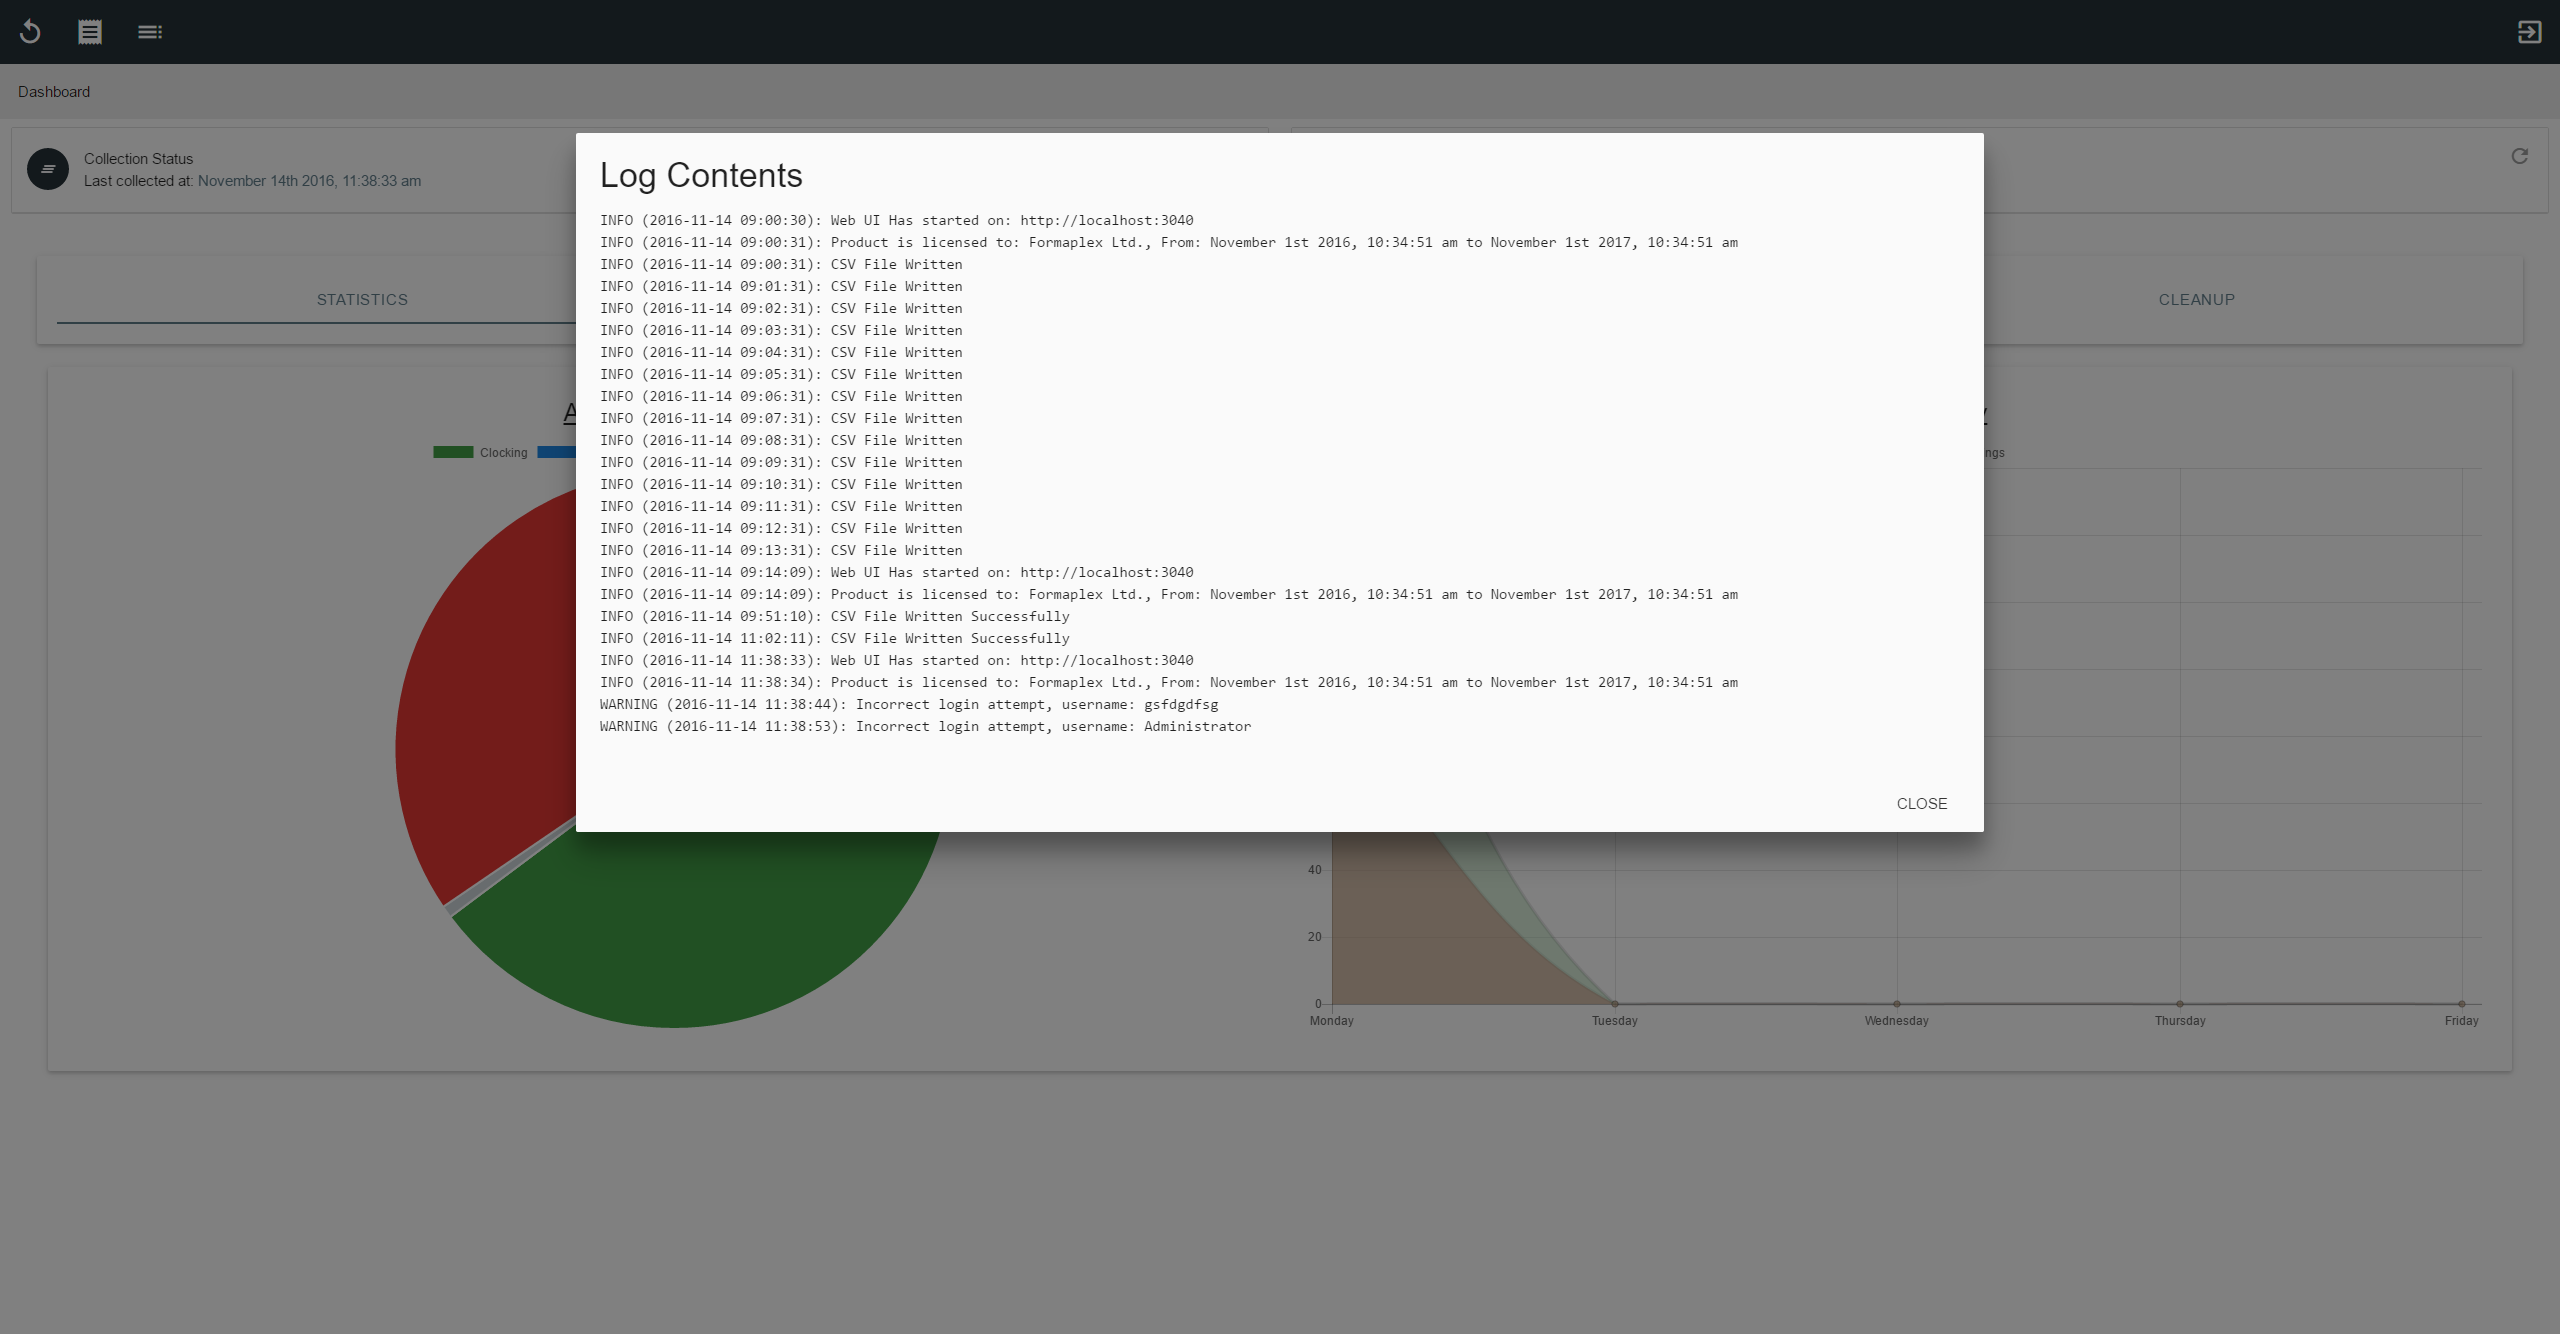 Dashboard
Collection Status
Last collected at: November 14th 2016, 11:38:33 am
STATISTICS
CLEANUP
Clocking
Log Contents
INFO (2016-11-14 09:00:30): Web UI Has started on: http://localhost:3040
INFO (2016-11-14 09:00:31): Product is licensed to: Formaplex Ltd., From: November 1st 2016, 10:34:51 am to November 1st 2017, 10:34:51 am
INFO (2016-11-14 09:00:31): CSV File Written
INFO (2016-11-14 09:01:31): CSV File Written
INFO (2016-11-14 09:02:31): CSV File Written
INFO (2016-11-14 09:03:31): CSV File Written
INFO (2016-11-14 09:04:31): CSV File Written
INFO (2016-11-14 09:05:31): CSV File Written
INFO (2016-11-14 09:06:31): CSV File Written
INFO (2016-11-14 09:07:31): CSV File Written
INFO (2016-11-14 09:08:31): CSV File Written
INFO (2016-11-14 09:09:31): CSV File Written
INFO (2016-11-14 09:10:31): CSV File Written
INFO (2016-11-14 09:11:31): CSV File Written
INFO (2016-11-14 09:12:31): CSV File Written
INFO (2016-11-14 09:13:31): CSV File Written
INFO (2016-11-14 09:14:09): Web UI Has started on: http://localhost:3040
INFO (2016-11-14 09:14:09): Product is licensed to: Formaplex Ltd., From: November 1st 2016, 10:34:51 am to November 1st 2017, 10:34:51 am
INFO (2016-11-14 09:51:10): CSV File Written Successfully
INFO (2016-11-14 11:02:11): CSV File Written Successfully
INFO (2016-11-14 11:38:33): Web UI Has started on: http://localhost:3040
INFO (2016-11-14 11:38:34): Product is licensed to: Formaplex Ltd., From: November 1st 2016, 10:34:51 am to November 1st 2017, 10:34:51 am
WARNING (2016-11-14 11:38:44): Incorrect login attempt, username: gsfdgdfsg
WARNING (2016-11-14 11:38:53): Incorrect login attempt, username: Administrator
CLOSE
40
20
0
Monday Tuesday Wednesday Thursday Friday